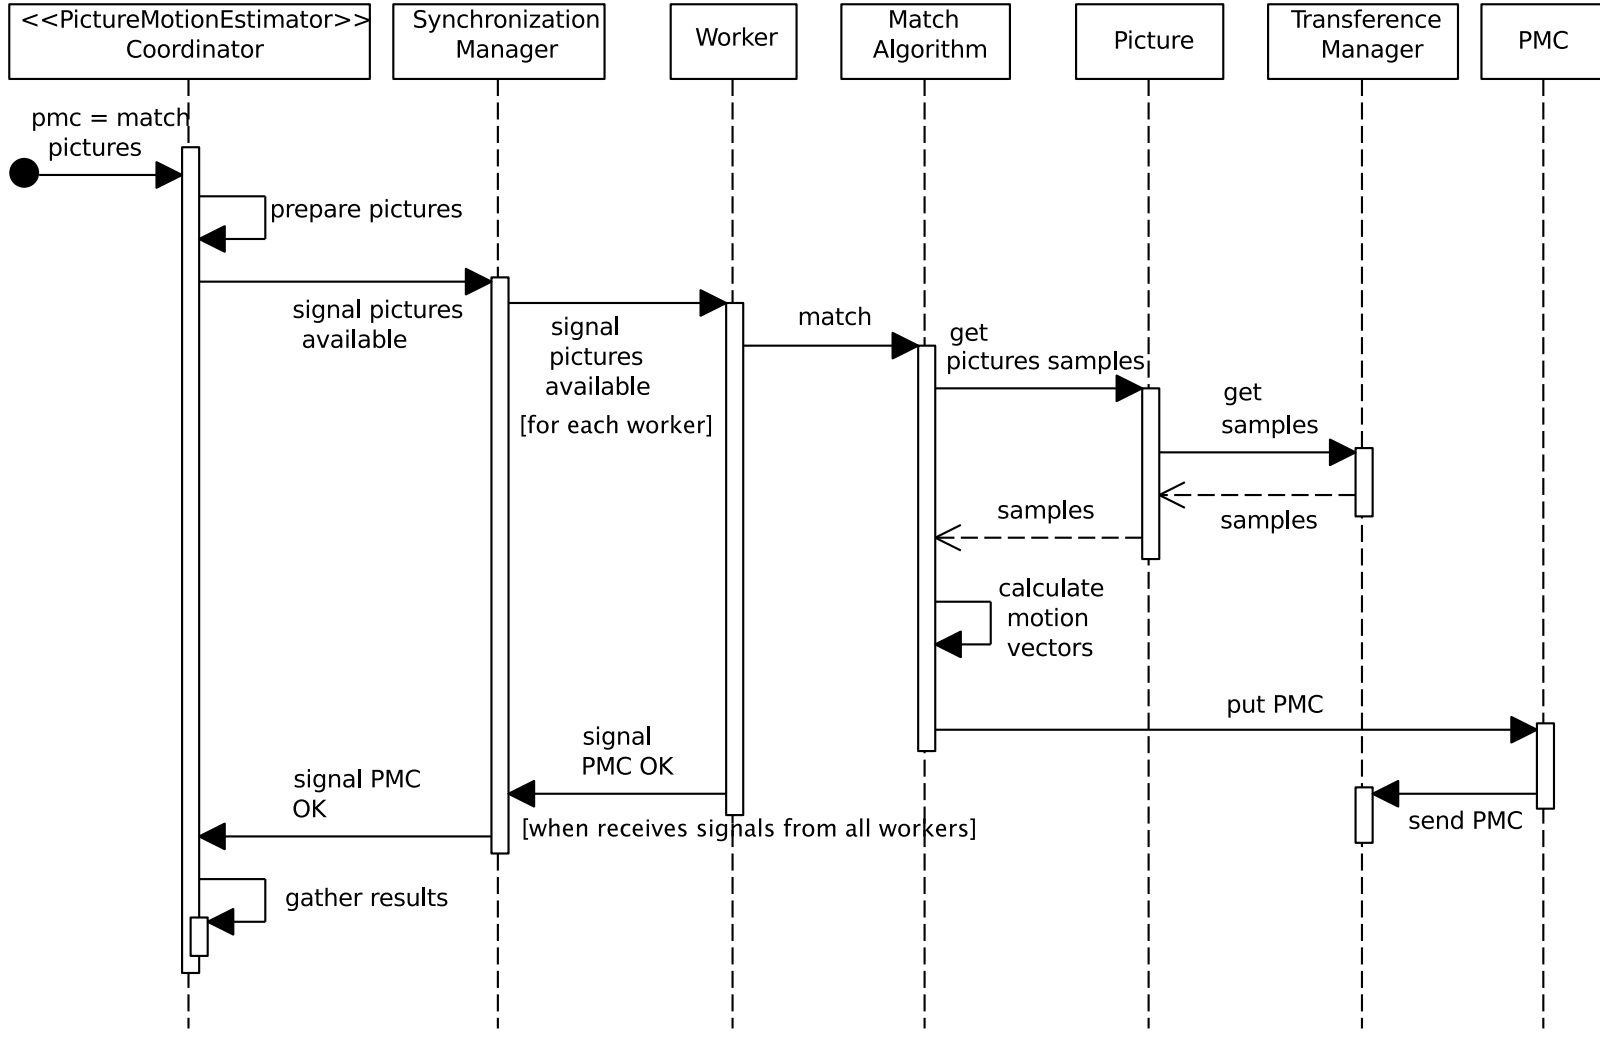 <<PictureMotionEstimator>>
Coordinator
Synchronization
Manager
Worker
Match
Algorithm
Picture
Transference
Manager
PMC
pmc = match
pictures
prepare pictures
signal pictures
available
signal
pictures
available
[for each worker]
match
get
pictures samples
get
samples
samples
samples
calculate
motion
vectors
put PMC
signal
PMC OK
signal PMC
OK
[when receives signals from all workers]
send PMC
gather results